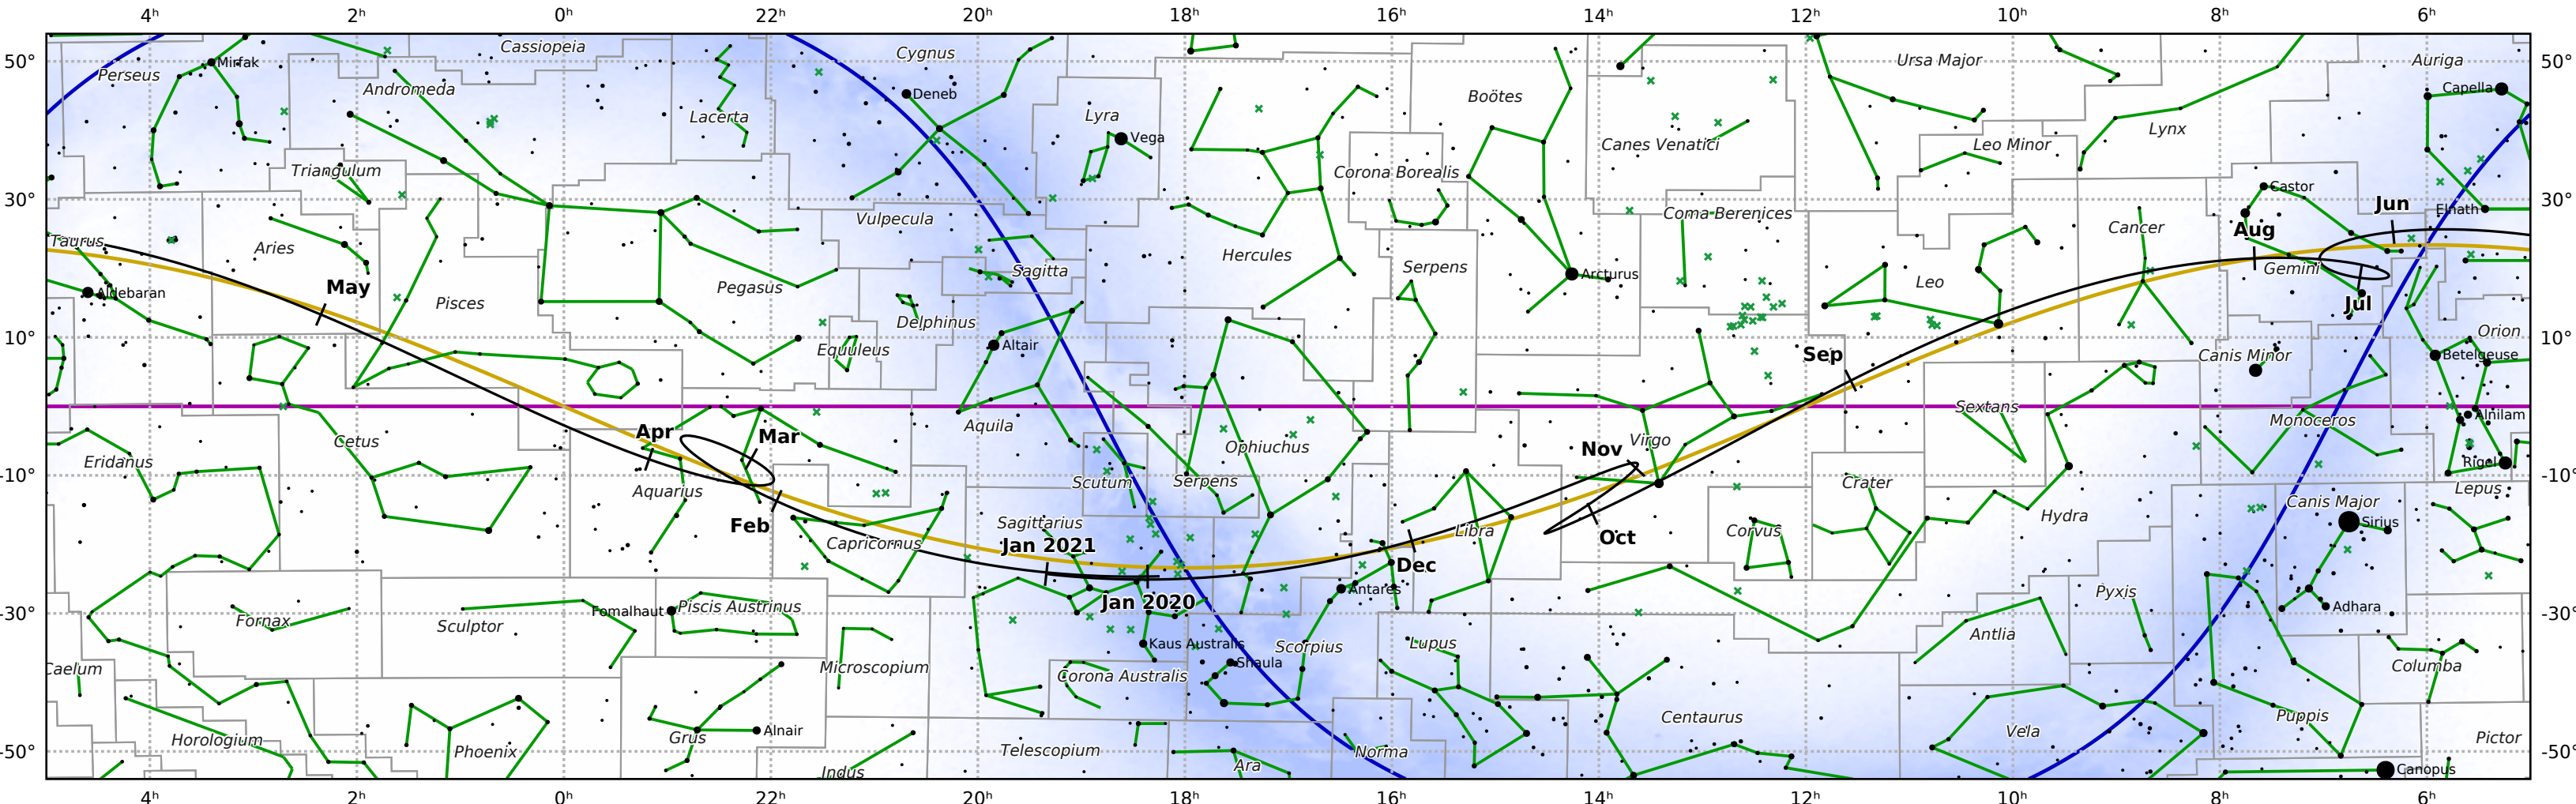 4ʰ 2ʰ 0ʰ 22ʰ 20ʰ 18ʰ 16ʰ 14ʰ 12ʰ 10ʰ 8ʰ 6ʰ
Cassiopeia
Cygnus
50° Perseus Mirfak Ursa Major Auriga 50°
Andromeda Deneb Boötes Capella
Lacerta Lyra Lynx
Vega Canes Venatici Leo Minor
Triangulum Corona Borealis
Castor
30° 30°
Vulpecula Coma Berenices Jun Elnath
Taurus Aries Hercules Cancer Aug
Sagitta Serpens Arcturus Gemini
May Pegasus Leo
Aldebaran Pisces Jul
Delphinus Orion
10° 10°
Equuleus Altair Sep Canis Minor Betelgeuse
Aquila Sextans Monoceros Alnilam
Cetus Apr Mar Virgo
Eridanus Ophiuchus Nov Rigel
-10° -10°
Aquarius Scutum Serpens Crater Lepus
Feb Sagittarius Hydra Canis Major
Capricornus Libra Oct Corvus Sirius
Jan 2021
Dec
Antares Pyxis
Jan 2020
-30° Fomalhaut Piscis Austrinus Adhara -30°
Fornax Sculptor Antlia
Kaus Australis Scorpius Lupus
Caelum Microscopium Shaula Columba
Corona Australis
Centaurus Puppis
Horologium Grus Alnair Vela Pictor
-50° Phoenix Telescopium Norma -50°
Indus Ara Canopus
4ʰ 2ʰ 0ʰ 22ʰ 20ʰ 18ʰ 16ʰ 14ʰ 12ʰ 10ʰ 8ʰ 6ʰ